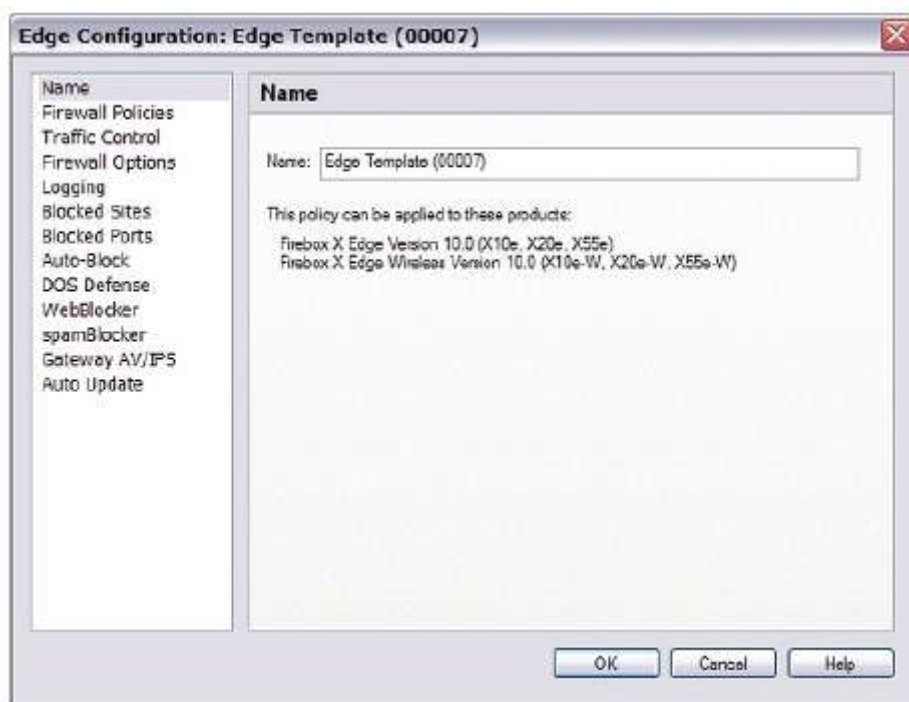 Edge Configuration: Edge Template (00007)
Name
Firewall Policies
Traffic Control
Firewall Options
Logging
Blocked Sites
Blocked Ports
Auto-Block
DOS Defense
WebBlocker
spamBlocker
Gateway AV/IPS
Auto Update
Name
Name: Edge Template (00007)
This policy can be applied to these products:
Firebox X Edge Version 10.0 (X10e, X20e, X55e)
Firebox X Edge Wireless Version 10.0 (X10e-W, X20e-W, X55e-W)
OK Cancel Help